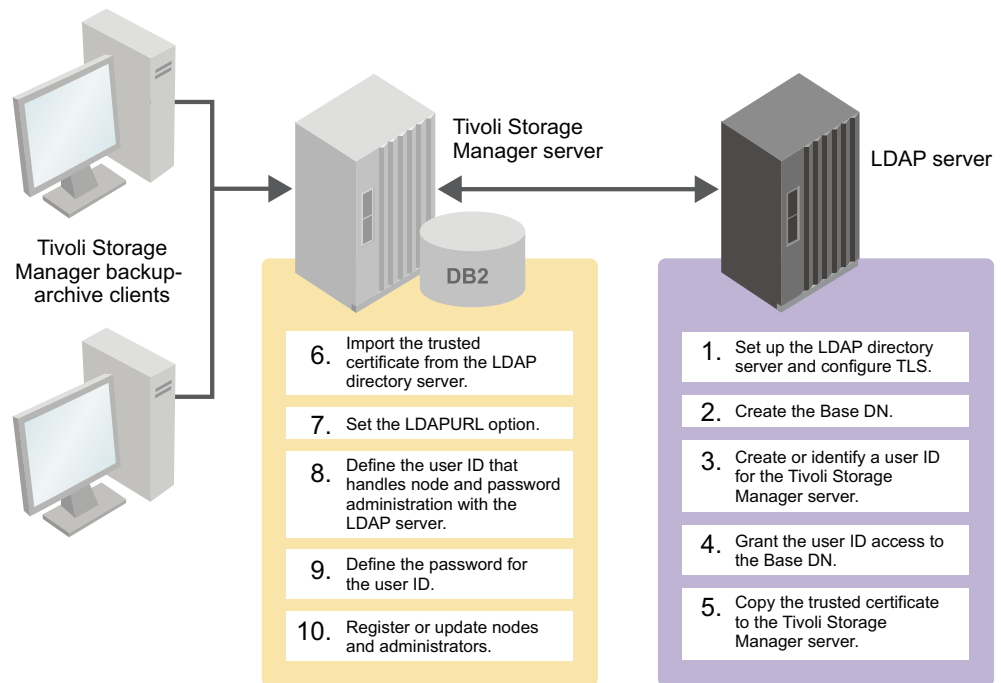 Tivoli Storage
Manager server
LDAP server
Tivoli Storage
Manager backup-
archive clients
DB2
6. Import the trusted
certificate from the LDAP
directory server.
7. Set the LDAPURL option.
8. Define the user ID that
handles node and password
administration with the
LDAP server.
9. Define the password for
the user ID.
10. Register or update nodes
and administrators.
1. Set up the LDAP directory
server and configure TLS.
2. Create the Base DN.
3. Create or identify a user ID
for the Tivoli Storage
Manager server.
4. Grant the user ID access to
the Base DN.
5. Copy the trusted certificate
to the Tivoli Storage
Manager server.